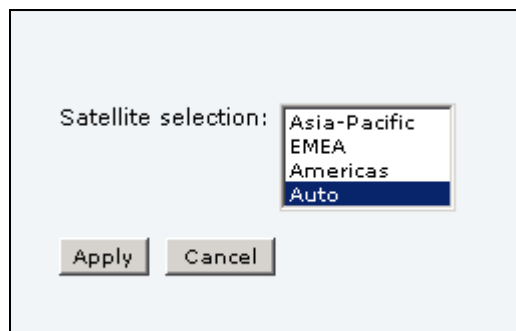 Satellite selection:
Asia-Pacific
EMEA
Americas
Auto
Apply Cancel